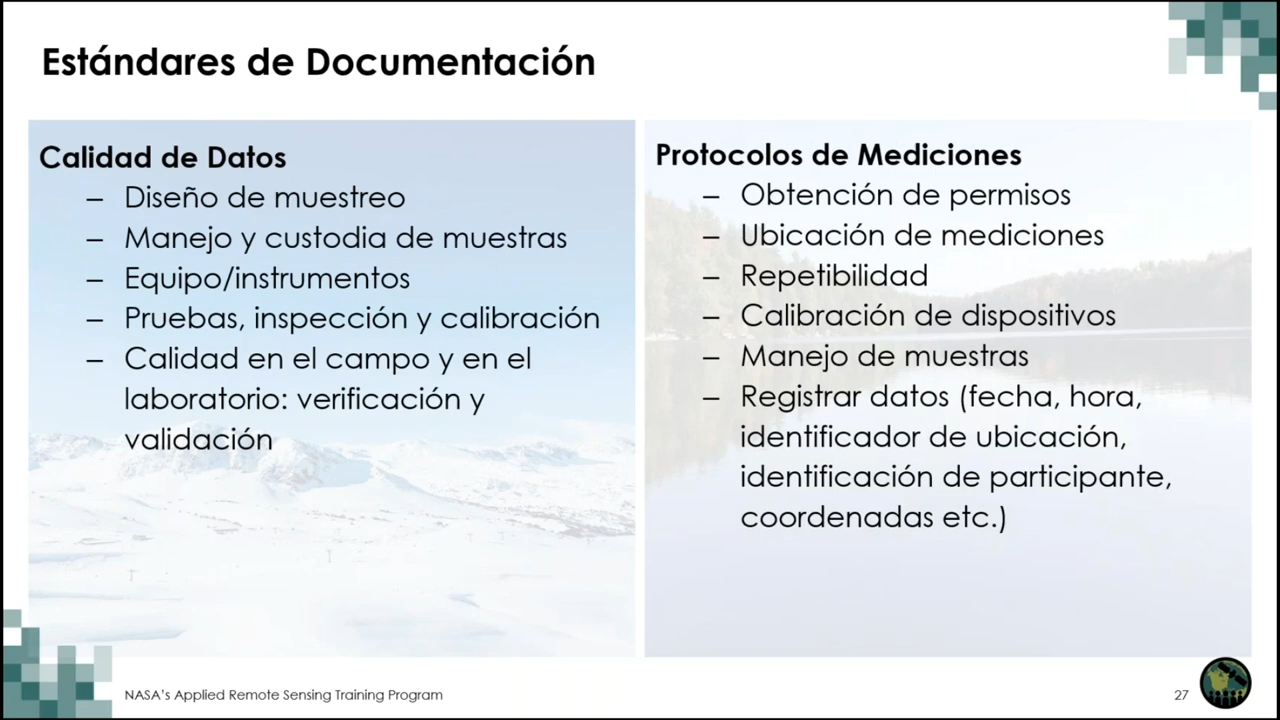 Estándares de Documentación
Calidad de Datos
– Diseño de muestreo
– Manejo y custodia de muestras
– Equipo/instrumentos
– Pruebas, inspección y calibración
– Calidad en el campo y en el
laboratorio: verificación y
validación
Protocolos de Mediciones
– Obtención de permisos
– Ubicación de mediciones
– Repetibilidad
– Calibración de dispositivos
– Manejo de muestras
– Registrar datos (fecha, hora,
identificador de ubicación,
identificación de participante,
coordenadas etc.)
NASA's Applied Remote Sensing Training Program
27